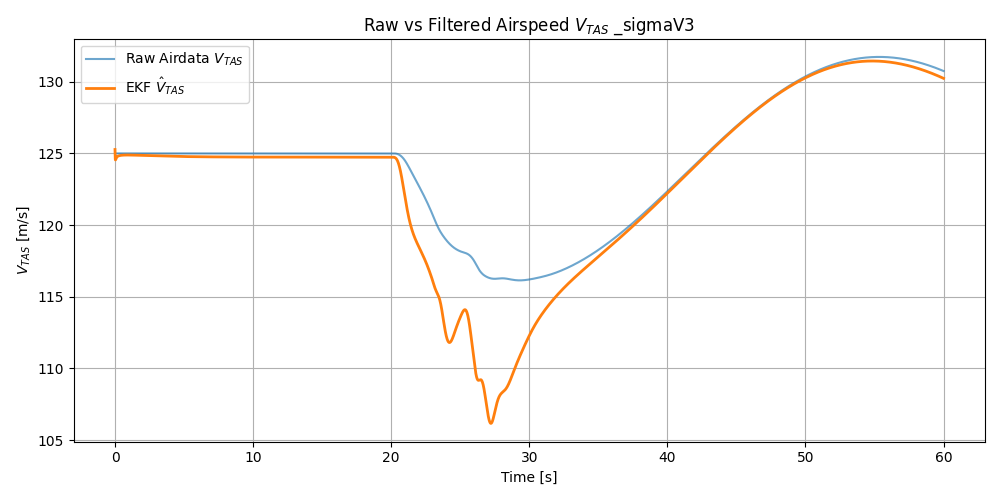 Raw vs Filtered Airspeed $V_{TAS}$ _sigmaV3
Raw Airdata $V_{TAS}$
EKF $\hat{V}_{TAS}$
130
125
120
115
110
105
$V_{TAS}$ [m/s]
0 10 20 30 40 50 60
Time [s]